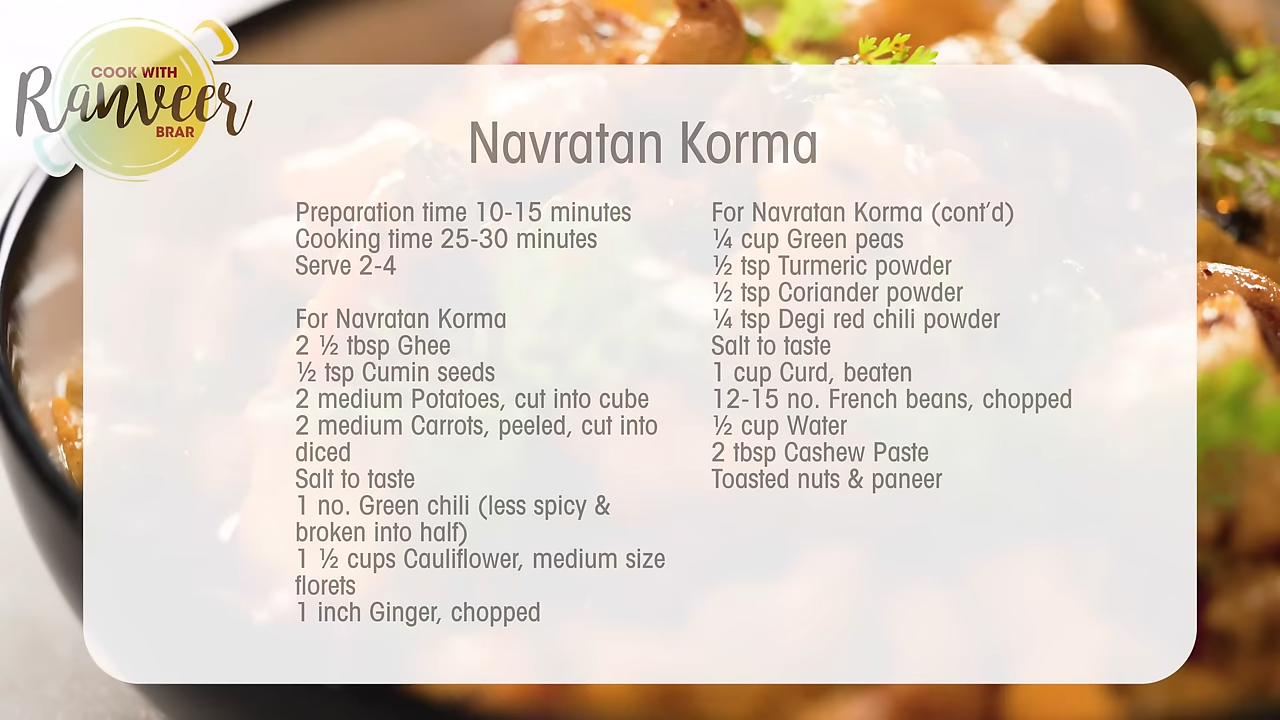 COOK WITH
Ranveer
BRAR
Navratan Korma
Preparation time 10-15 minutes
Cooking time 25-30 minutes
Serve 2-4
For Navratan Korma
2 ½ tbsp Ghee
½ tsp Cumin seeds
2 medium Potatoes, cut into cube
2 medium Carrots, peeled, cut into
diced
Salt to taste
1 no. Green chili (less spicy &
broken into half)
1 ½ cups Cauliflower, medium size
florets
1 inch Ginger, chopped
For Navratan Korma (cont’d)
¼ cup Green peas
½ tsp Turmeric powder
½ tsp Coriander powder
¼ tsp Degi red chili powder
Salt to taste
1 cup Curd, beaten
12-15 no. French beans, chopped
½ cup Water
2 tbsp Cashew Paste
Toasted nuts & paneer